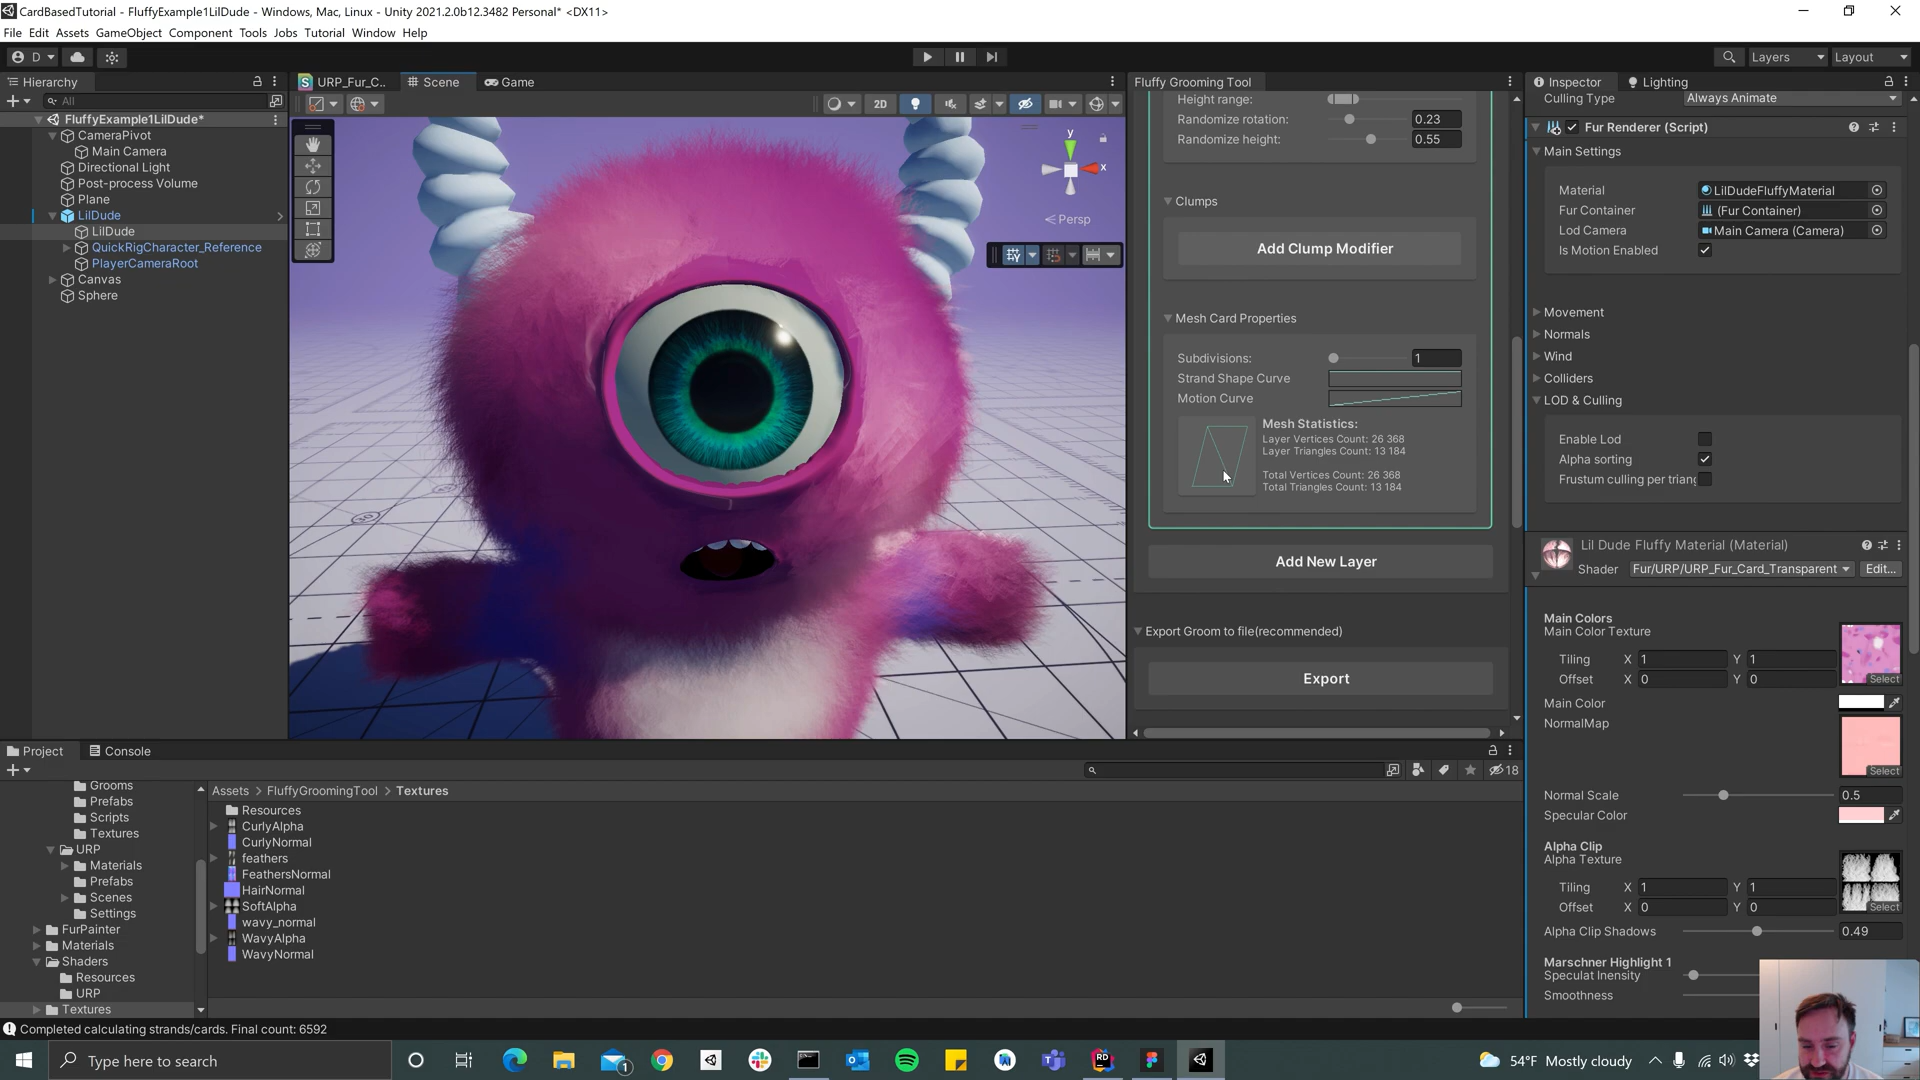 CardBasedTutorial - FluffyExample1LilDude - Windows, Mac, Linux - Unity 2021.2.0b12.3482 Personal* <DX11>
File Edit Assets GameObject Component Tools Jobs Tutorial Window Help
D
Layers
Layout
Hierarchy
All
FluffyExample1LilDude*
CameraPivot
Main Camera
Directional Light
Post-process Volume
Plane
LilDude
LilDude
QuickRigCharacter_Reference
PlayerCameraRoot
Canvas
Sphere
URP_Fur_C..
Scene
Game
2D
y
x
Persp
Fluffy Grooming Tool
Height range:
Randomize rotation: 0.23
Randomize height: 0.55
Clumps
Add Clump Modifier
Mesh Card Properties
Subdivisions: 1
Strand Shape Curve
Motion Curve
Mesh Statistics:
Layer Vertices Count: 26 368
Layer Triangles Count: 13 184
Total Vertices Count: 26 368
Total Triangles Count: 13 184
Add New Layer
Export Groom to file(recommended)
Export
Inspector
Lighting
Culling Type Always Animate
Fur Renderer (Script)
Main Settings
Material LilDudeFluffyMaterial
Fur Container (Fur Container)
Lod Camera Main Camera (Camera)
Is Motion Enabled
Movement
Normals
Wind
Colliders
LOD & Culling
Enable Lod
Alpha sorting
Frustum culling per triang
Lil Dude Fluffy Material (Material)
Shader Fur/URP/URP_Fur_Card_Transparent Edit...
Main Colors
Main Color Texture
Tiling X 1 Y 1
Offset X 0 Y 0
Select
Main Color
NormalMap
Select
Normal Scale 0.5
Specular Color
Alpha Clip
Alpha Texture
Tiling X 1 Y 1
Offset X 0 Y 0
Select
Alpha Clip Shadows 0.49
Marschner Highlight 1
Speculat Inensity
Smoothness
Project
Console
18
Grooms
Prefabs
Scripts
Textures
URP
Materials
Prefabs
Scenes
Settings
FurPainter
Materials
Shaders
Resources
URP
Textures
Assets > FluffyGroomingTool > Textures
Resources
CurlyAlpha
CurlyNormal
feathers
FeathersNormal
HairNormal
SoftAlpha
wavy_normal
WavyAlpha
WavyNormal
Completed calculating strands/cards. Final count: 6592
Type here to search
1
54°F Mostly cloudy